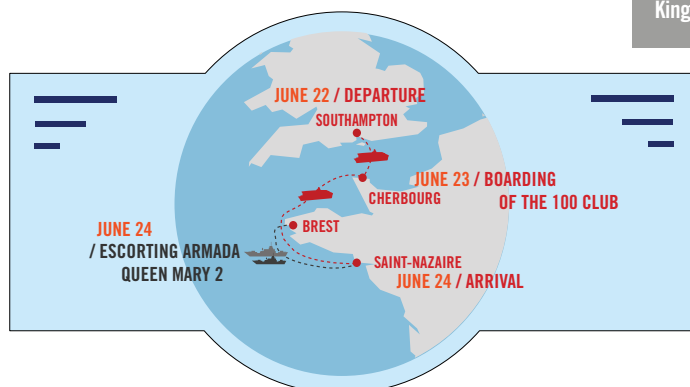 King
JUNE 22 / DEPARTURE
SOUTHAMPTON
JUNE 23 / BOARDING
OF THE 100 CLUB
CHERBOURG
BREST
JUNE 24
/ ESCORTING ARMADA
QUEEN MARY 2
SAINT-NAZAIRE
JUNE 24 / ARRIVAL